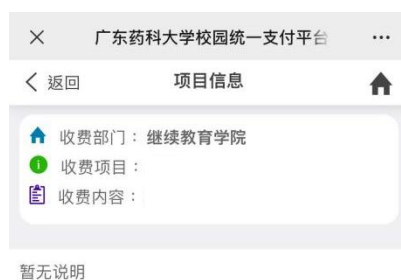 广东药科大学校园统一支付平台
返回 项目信息
收费部门：继续教育学院
收费项目：
收费内容：
暂无说明